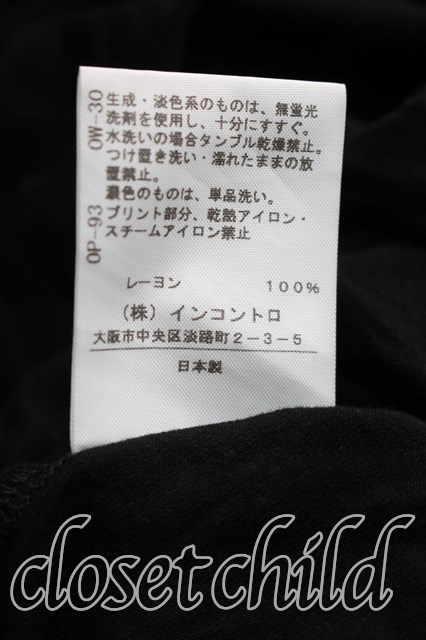 生成・淡色系のものは、無蛍光
洗剤を使用し、十分にすすぐ。
水洗いの場合タンブル乾燥禁止。
つけ置き洗い・濡れたままの放
置禁止。
濃色のものは、単品洗い。
プリント部分、乾熱アイロン・
スチームアイロン禁止
OW-30
OP-93
レーヨン 100%
(株) インコントロ
大阪市中央区淡路町2-3-5
日本製
closet child